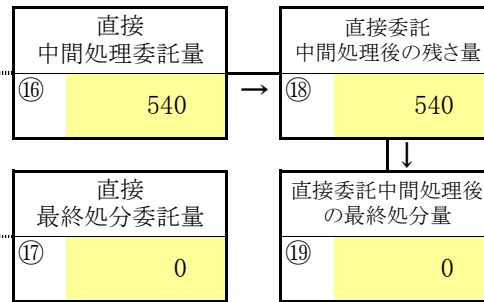 直接
中間処理委託量
⑯
540
→
直接委託
中間処理後の残さ量
⑱
540
↓
直接
最終処分委託量
⑰
0
直接委託中間処理後
の最終処分量
⑲
0